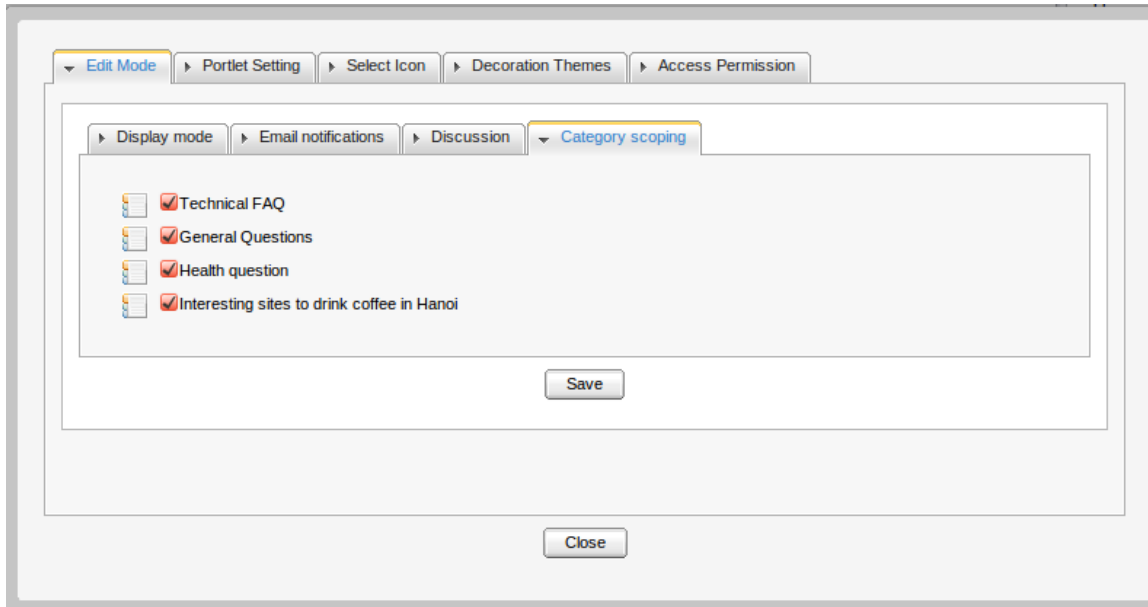 Edit Mode Portlet Setting Select Icon Decoration Themes Access Permission
Display mode Email notifications Discussion Category scoping
Technical FAQ
General Questions
Health question
Interesting sites to drink coffee in Hanoi
Save
Close